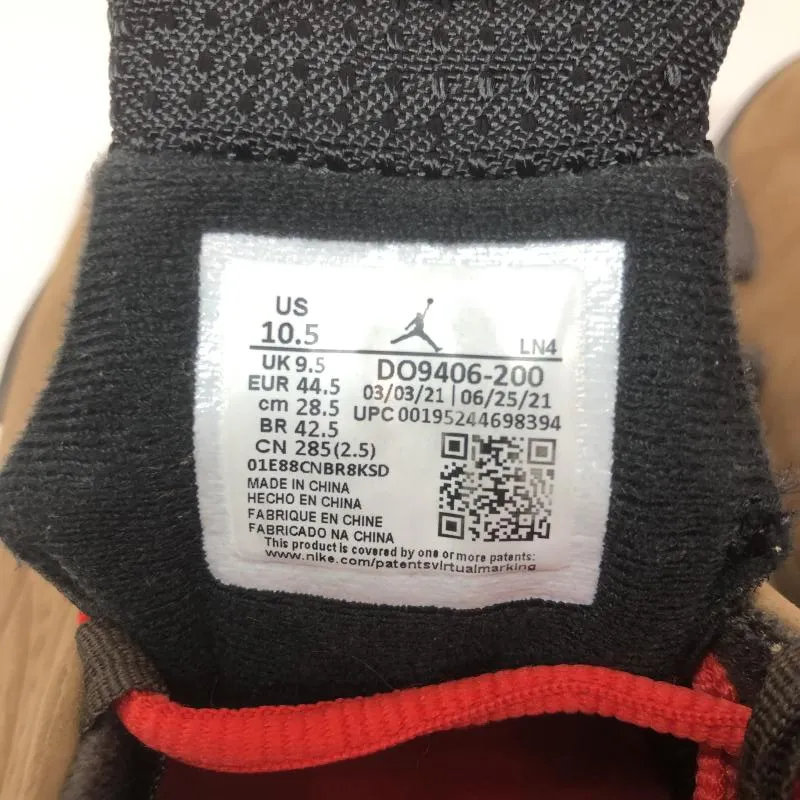 US
10.5
LN4
UK 9.5
DO9406-200
EUR 44.5
03/03/21 | 06/25/21
cm 28.5
UPC 00195244698394
BR 42.5
CN 285(2.5)
01E88CNBR8KSD
MADE IN CHINA
HECHO EN CHINA
FABRIQUE EN CHINE
FABRICADO NA CHINA
This product is covered by one or more patents:
www.nike.com/patentsvirtualmarking